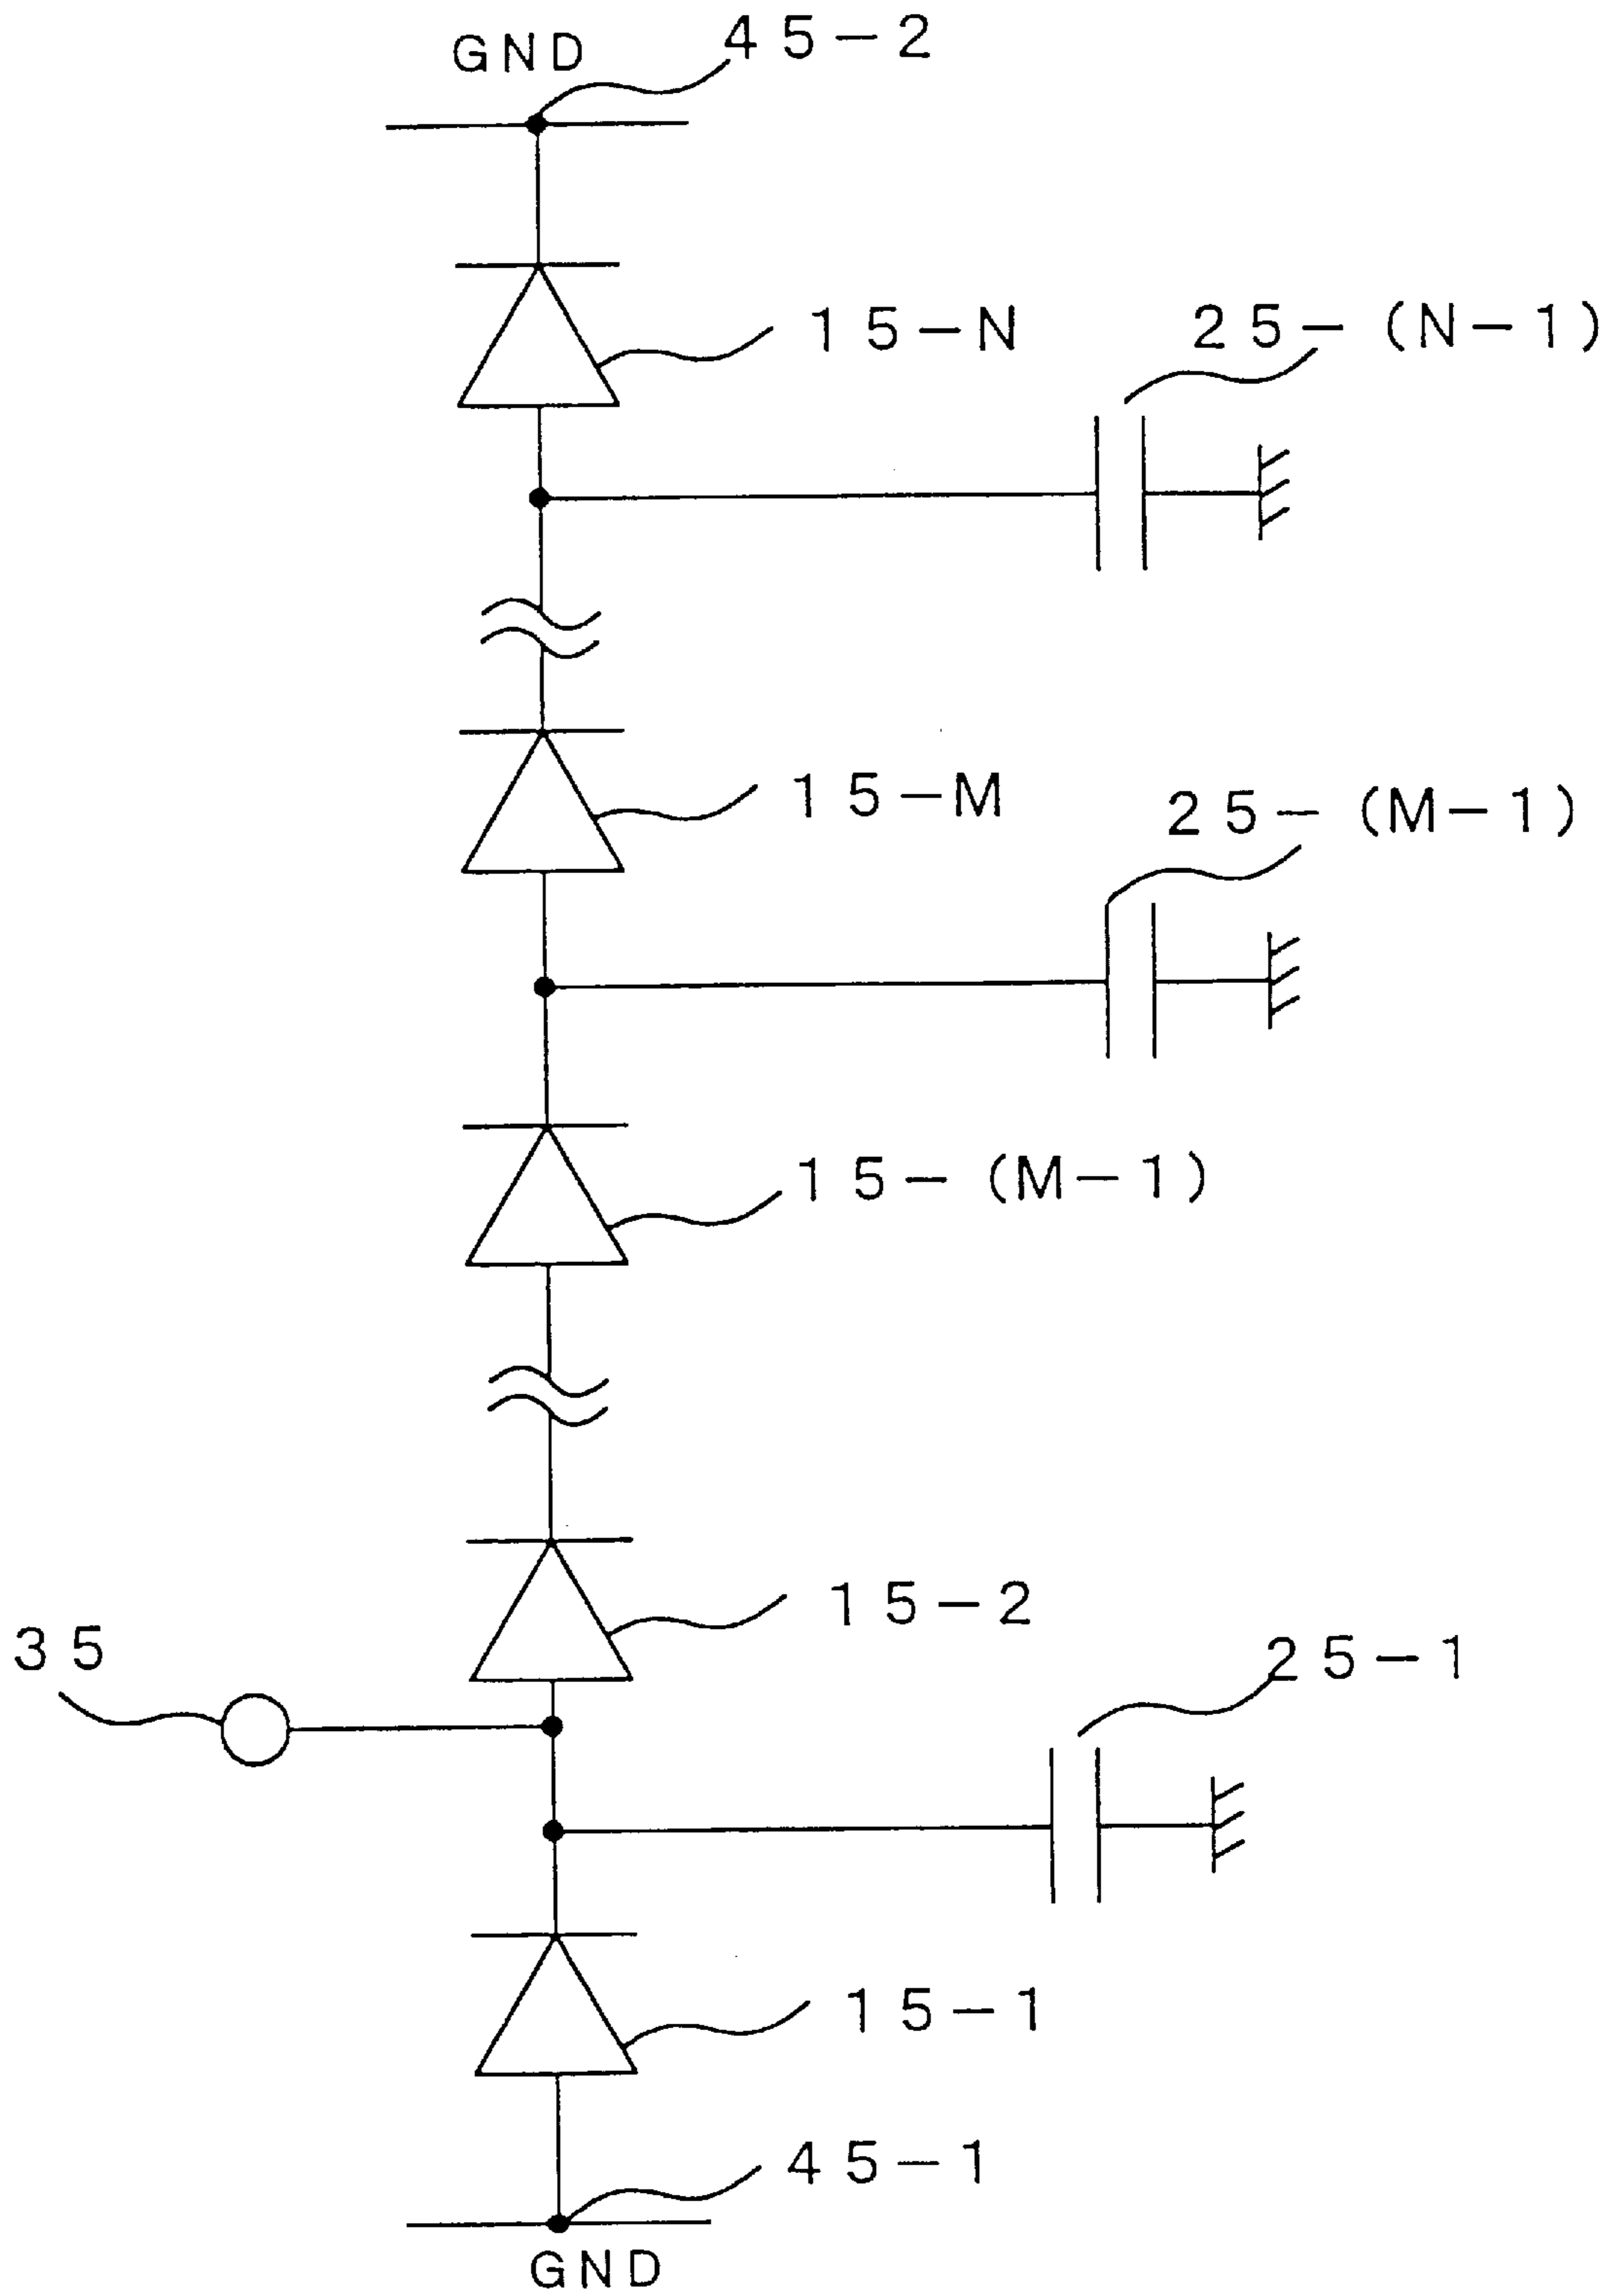 GND
45-2
15-N
25-(N-1)
15-M
25-(M-1)
15-(M-1)
15-2
35
25-1
15-1
45-1
GND